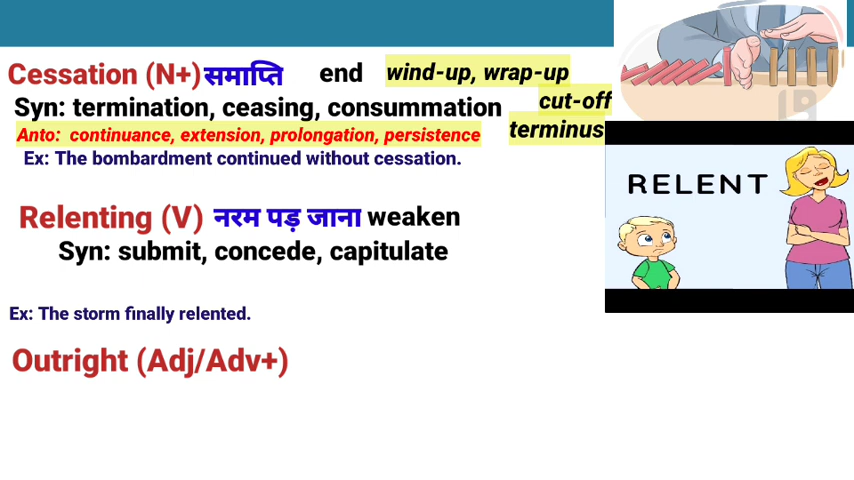 Cessation (N+) समाप्ति end wind-up, wrap-up
Syn: termination, ceasing, consummation cut-off
Anto: continuance, extension, prolongation, persistence terminus
Ex: The bombardment continued without cessation.
RELENT
Relenting (V) नरम पड़ जाना weaken
Syn: submit, concede, capitulate
Ex: The storm finally relented.
Outright (Adj/Adv+)